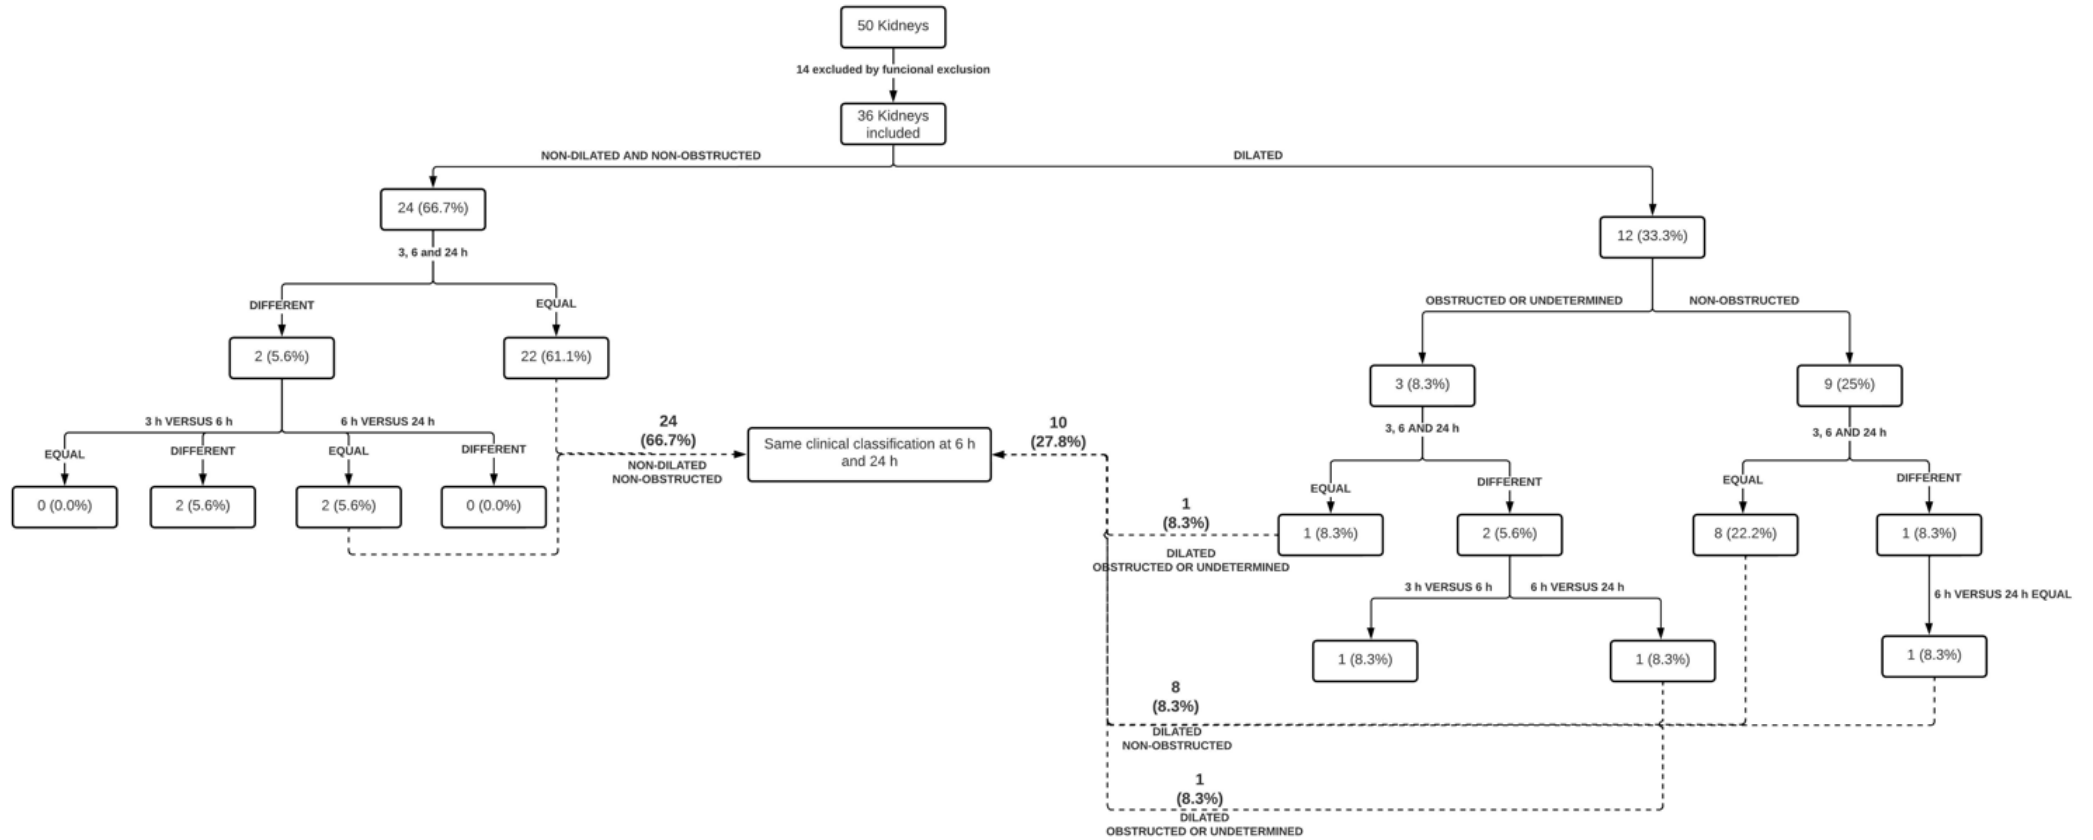 50 Kidneys
14 excluded by funcional exclusion
36 Kidneys
included
NON-DILATED AND NON-OBSTRUCTED
DILATED
24 (66.7%)
12 (33.3%)
3, 6 and 24 h
DIFFERENT
EQUAL
OBSTRUCTED OR UNDETERMINED
NON-OBSTRUCTED
2 (5.6%)
22 (61.1%)
3 (8.3%)
9 (25%)
3 h VERSUS 6 h
6 h VERSUS 24 h
EQUAL
DIFFERENT
EQUAL
DIFFERENT
0 (0.0%)
2 (5.6%)
2 (5.6%)
0 (0.0%)
24
(66.7%)
NON-DILATED
NON-OBSTRUCTED
Same clinical classification at 6 h
and 24 h
10
(27.8%)
3, 6 AND 24 h
3, 6 AND 24 h
EQUAL
DIFFERENT
EQUAL
DIFFERENT
1
(8.3%)
DILATED
OBSTRUCTED OR UNDETERMINED
1 (8.3%)
2 (5.6%)
8 (22.2%)
1 (8.3%)
3 h VERSUS 6 h
6 h VERSUS 24 h
6 h VERSUS 24 h EQUAL
1 (8.3%)
1 (8.3%)
1 (8.3%)
8
(8.3%)
DILATED
NON-OBSTRUCTED
1
(8.3%)
DILATED
OBSTRUCTED OR UNDETERMINED